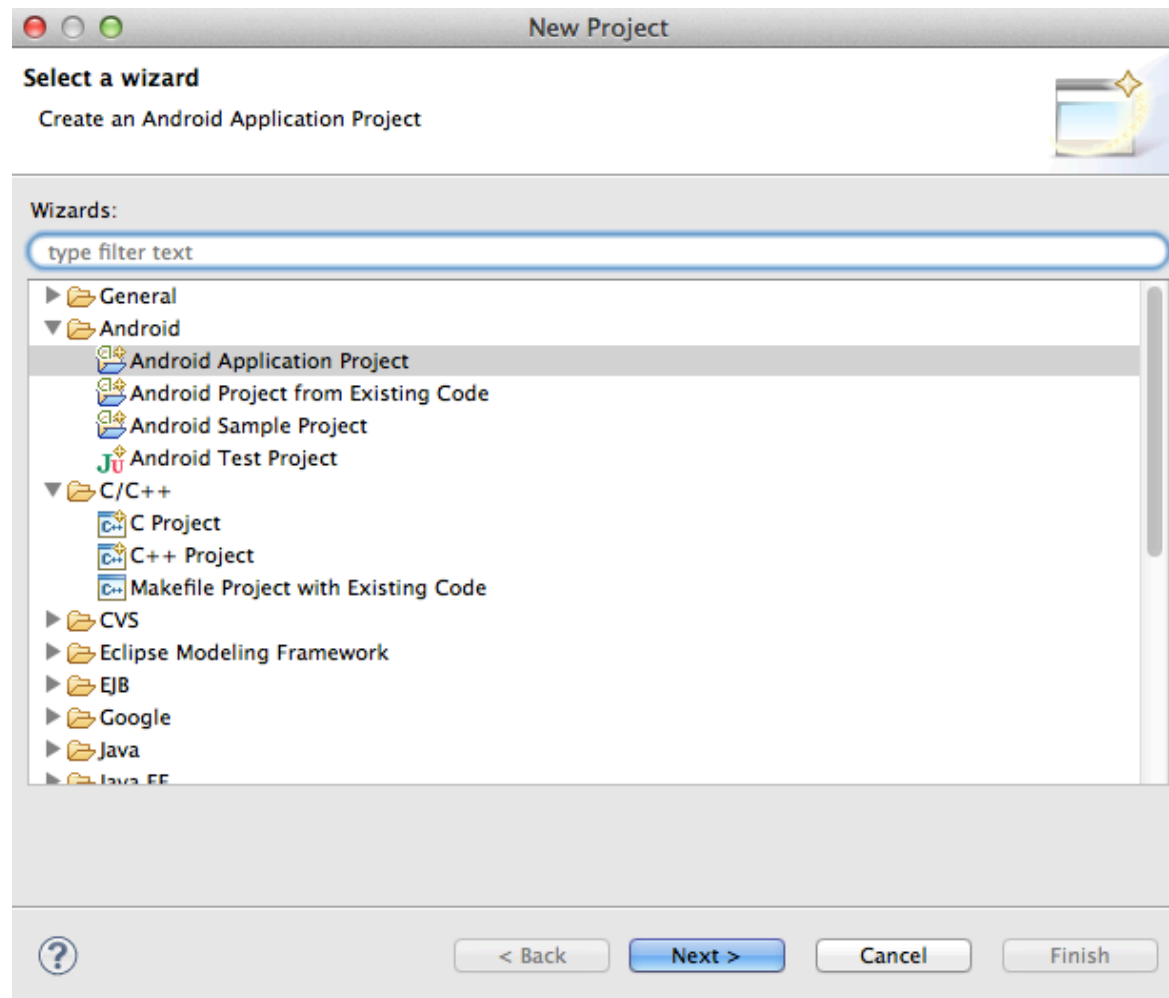 New Project
Select a wizard
Create an Android Application Project
Wizards:
type filter text
General
Android
Android Application Project
Android Project from Existing Code
Android Sample Project
Android Test Project
C/C++
C Project
C++ Project
Makefile Project with Existing Code
CVS
Eclipse Modeling Framework
EJB
Google
Java
Java EE
< Back Next > Cancel Finish